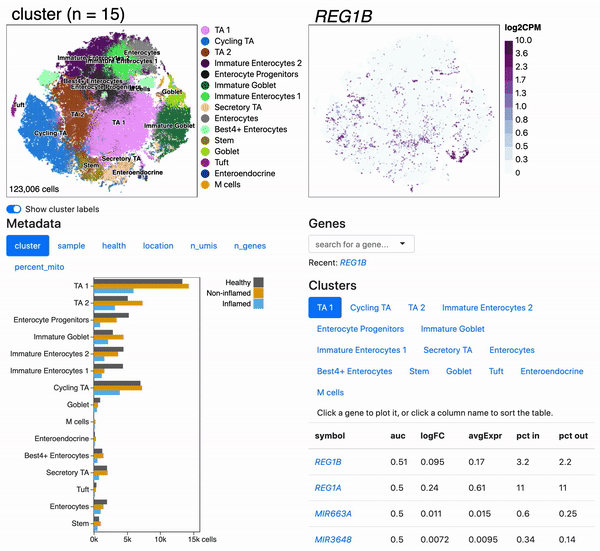 cluster (n = 15)
Enterocytes
Immature Enterocytes 2
Immature Enterocytes 1
Best4+ Enterocytes
Enterocyte Progenitors
M cells
Goblet
Tuft
TA 2
TA 1
Immature Goblet
Cycling TA
Secretory TA
Stem
Enteroendocrine
123,006 cells
TA 1
Cycling TA
TA 2
Immature Enterocytes 2
Enterocyte Progenitors
Immature Goblet
Immature Enterocytes 1
Secretory TA
Enterocytes
Best4+ Enterocytes
Stem
Goblet
Tuft
Enteroendocrine
M cells
REG1B
log2CPM
10.0
3.6
2.3
1.7
1.3
1.0
0.8
0.6
0.5
0.3
0
Show cluster labels
Metadata
cluster sample health location n_umis n_genes
percent_mito
Healthy
Non-inflamed
Inflamed
TA 1
TA 2
Enterocyte Progenitors
Immature Goblet
Immature Enterocytes 2
Immature Enterocytes 1
Cycling TA
Goblet
M cells
Enteroendocrine
Best4+ Enterocytes
Secretory TA
Tuft
Enterocytes
Stem
0k 5k 10k 15k cells
Genes
search for a gene...
Recent: REG1B
Clusters
TA 1 Cycling TA TA 2 Immature Enterocytes 2
Enterocyte Progenitors Immature Goblet
Immature Enterocytes 1 Secretory TA Enterocytes
Best4+ Enterocytes Stem Goblet Tuft Enteroendocrine
M cells
Click a gene to plot it, or click a column name to sort the table.
symbol auc logFC avgExpr pct in pct out
REG1B 0.51 0.095 0.17 3.2 2.2
REG1A 0.5 0.24 0.61 11 11
MIR663A 0.5 0.011 0.015 0.6 0.25
MIR3648 0.5 0.0072 0.0095 0.34 0.14